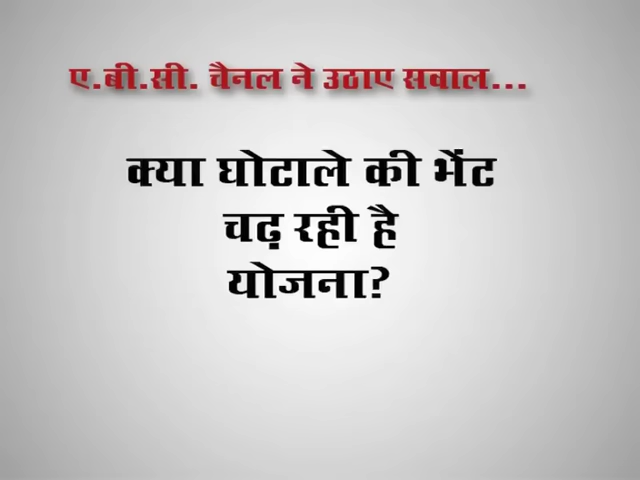 ए.बी.सी. चैनल ने उठाए सवाल...
क्या घोटाले की भेंट
चढ़ रही है
योजना?